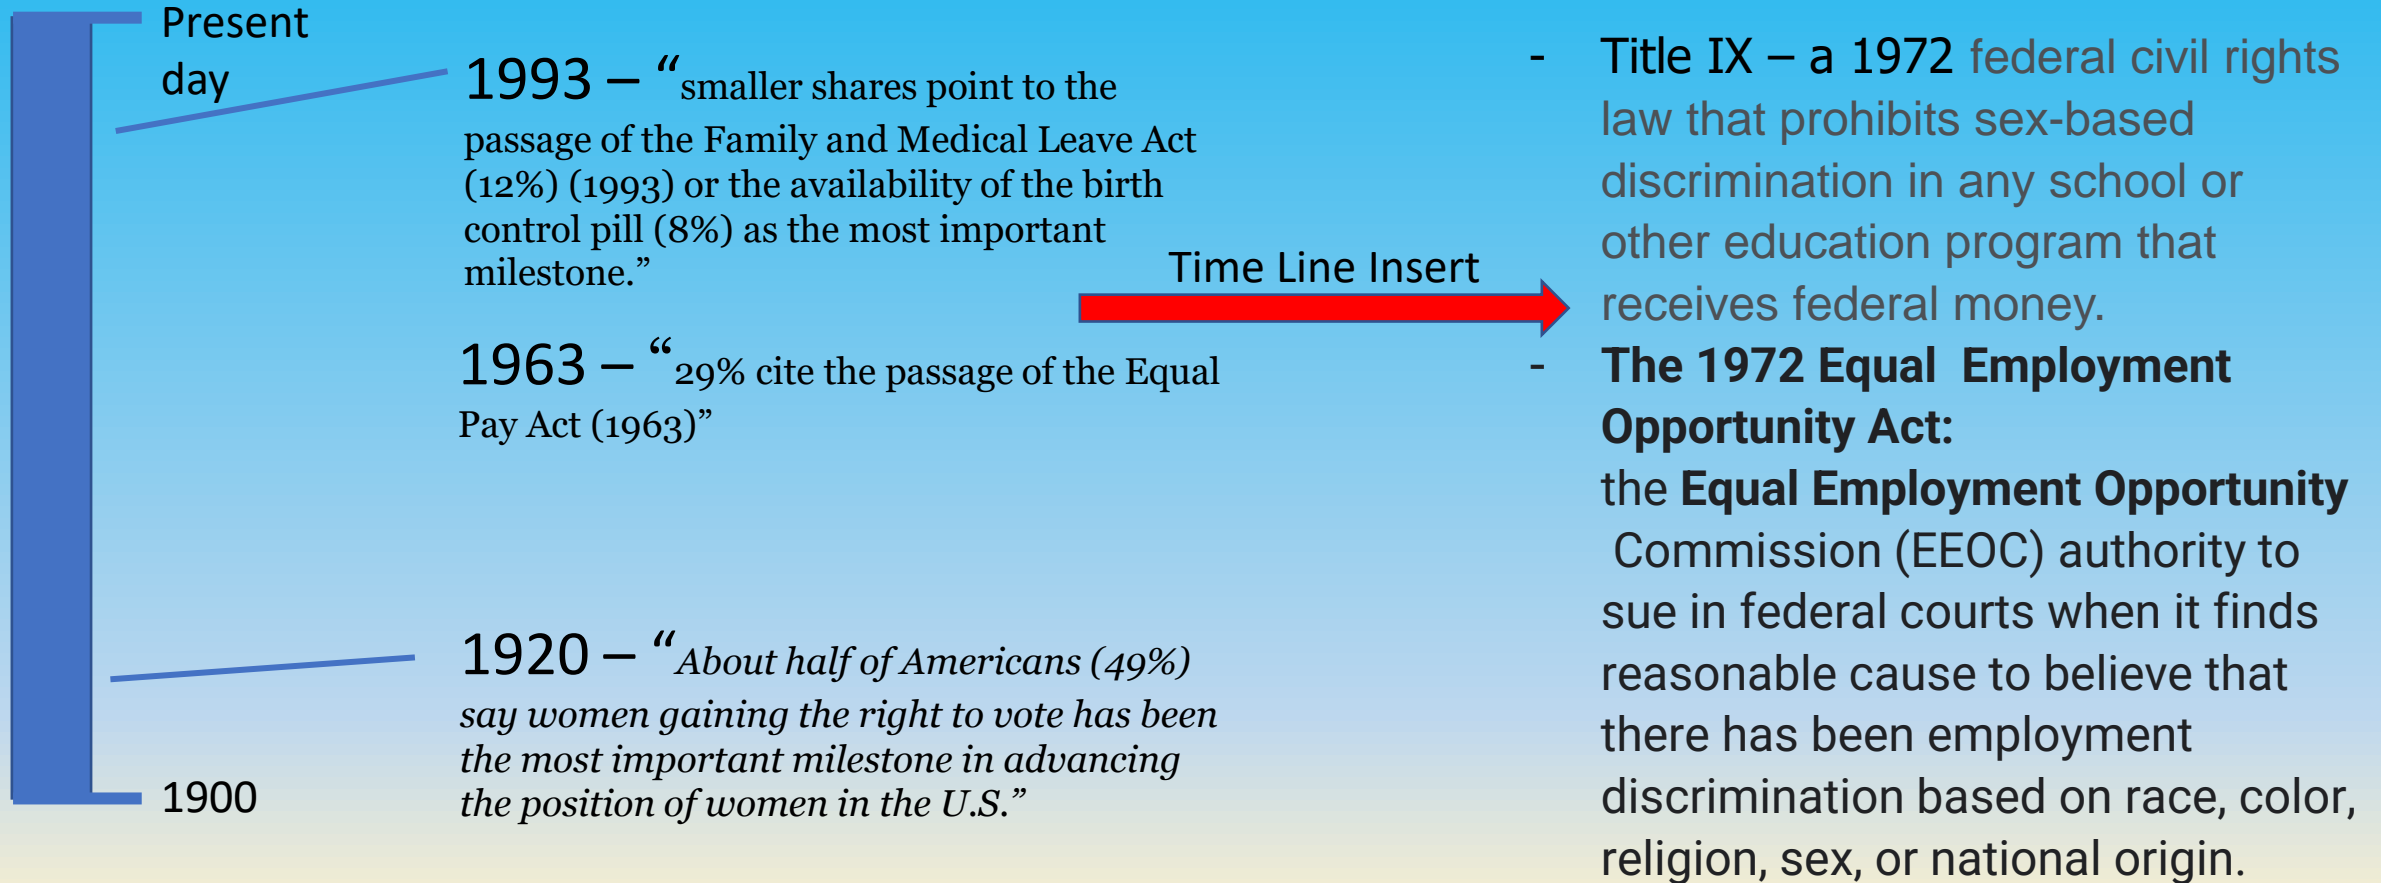 Present
day
1993 – “smaller shares point to the
passage of the Family and Medical Leave Act
(12%) (1993) or the availability of the birth
control pill (8%) as the most important
milestone.”
1963 – “29% cite the passage of the Equal
Pay Act (1963)”
1920 – “About half of Americans (49%)
say women gaining the right to vote has been
the most important milestone in advancing
the position of women in the U.S.”
1900
Time Line Insert
- Title IX – a 1972 federal civil rights
law that prohibits sex-based
discrimination in any school or
other education program that
receives federal money.
- The 1972 Equal Employment
Opportunity Act:
the Equal Employment Opportunity
Commission (EEOC) authority to
sue in federal courts when it finds
reasonable cause to believe that
there has been employment
discrimination based on race, color,
religion, sex, or national origin.